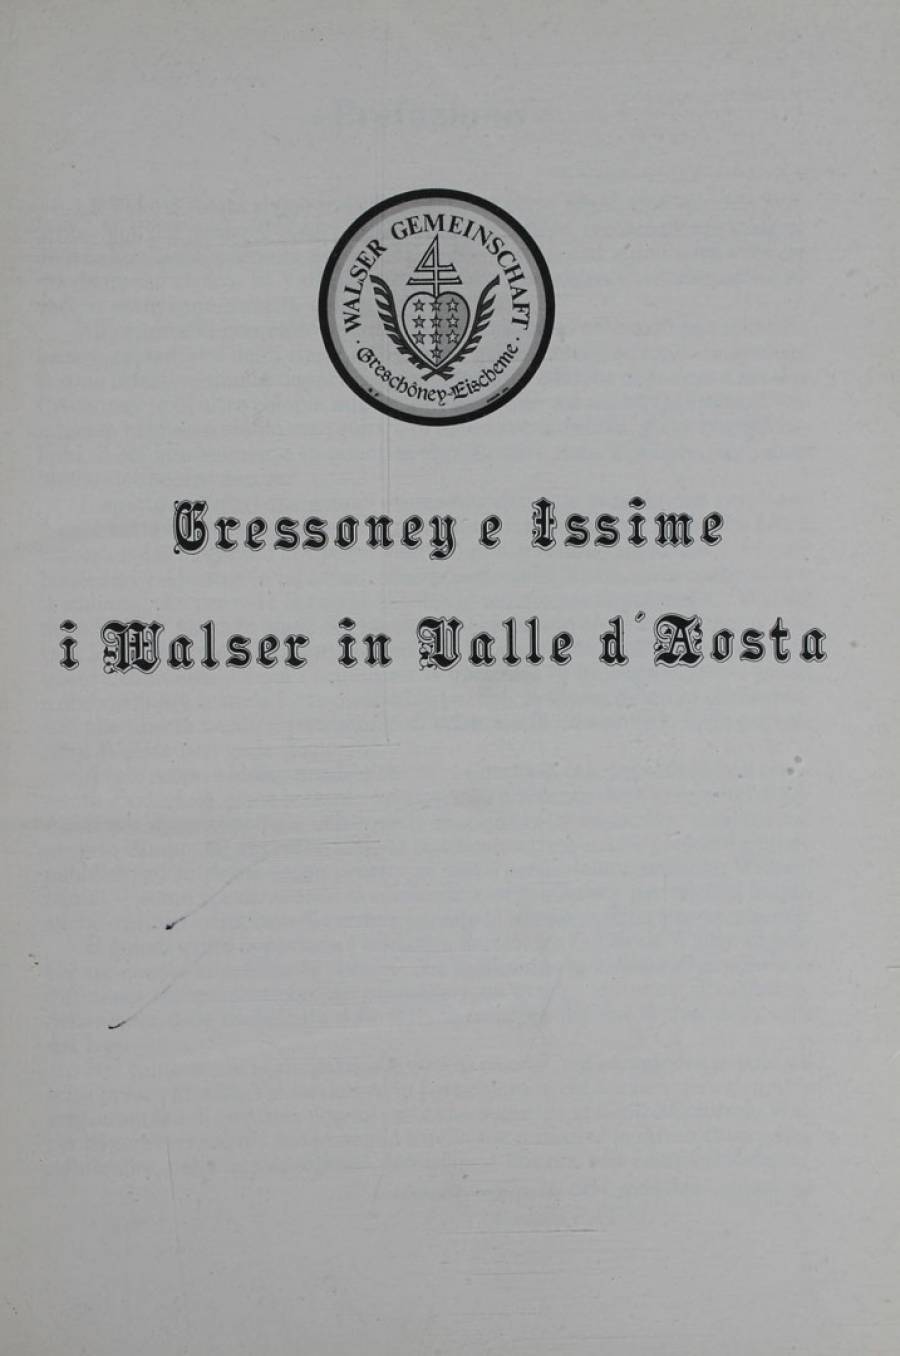 WALSER GEMEINSCHAFT
· Greschôney-Eischeme ·
Gressoney e Issime
i Walser in Valle d'Aosta